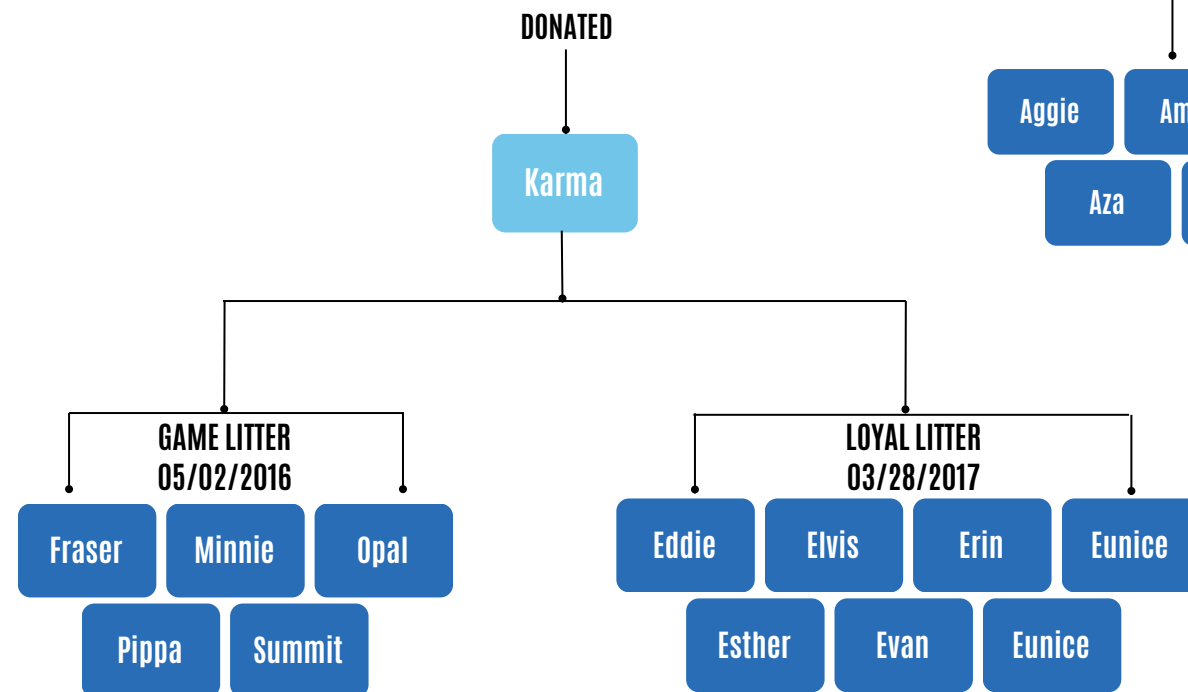 DONATED
Karma
Aggie
Aza
GAME LITTER
05/02/2016
Fraser Minnie Opal
Pippa Summit
LOYAL LITTER
03/28/2017
Eddie Elvis Erin Eunice
Esther Evan Eunice